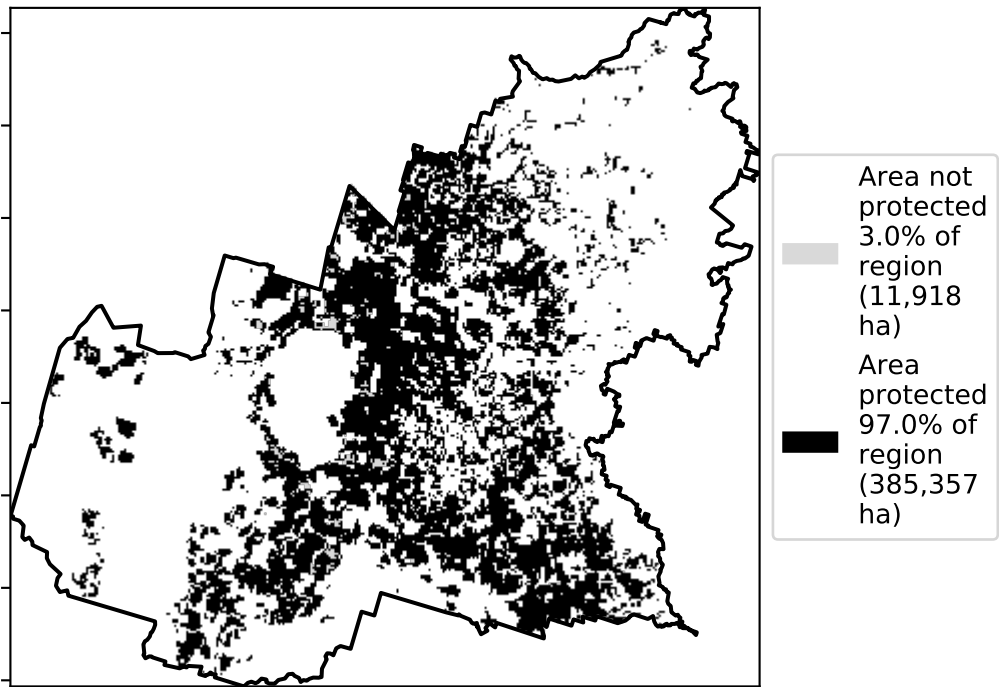 Area not
protected
3.0% of
region
(11,918
ha)
Area
protected
97.0% of
region
(385,357
ha)